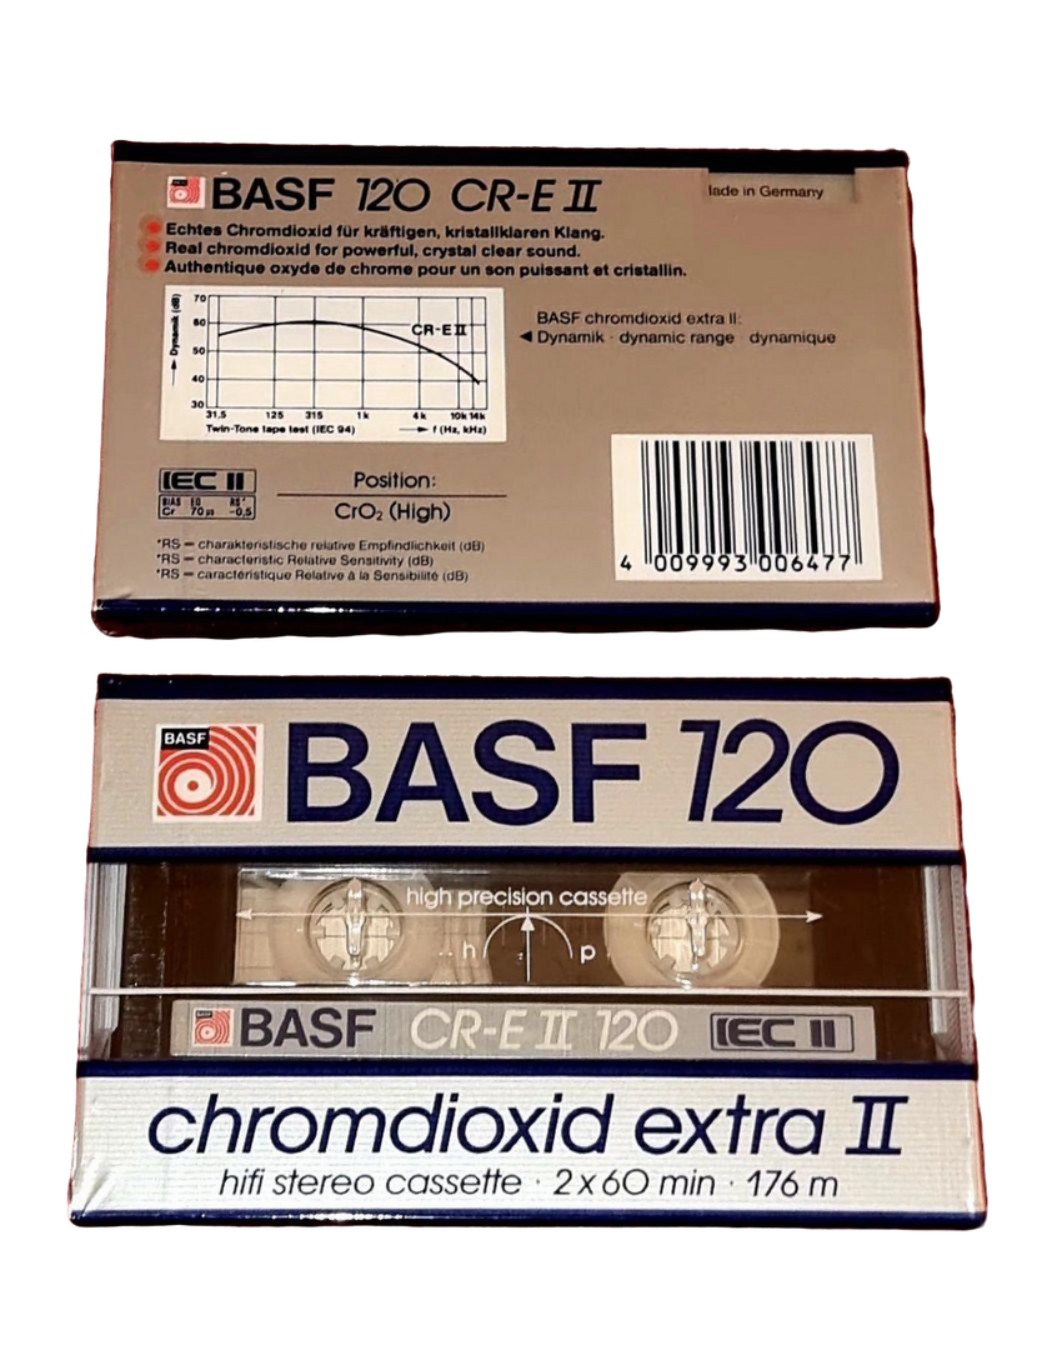 BASF 120 CR-E II
lade in Germany
Echtes Chromdioxid für kräftigen, kristallklaren Klang.
Real chromdioxid for powerful, crystal clear sound.
Authentique oxyde de chrome pour un son puissant et cristallin.
Dynamik (dB)
70
60
50
40
30
CR-E II
31,5 125 315 1k 4k 10k 14k
Twin-Tone tape test (IEC 94) f (Hz, kHz)
BASF chromdioxid extra II:
◄ Dynamik · dynamic range · dynamique
IEC II
BIAS EQ RS*
Cr 70 µs -0,5
Position:
CrO₂ (High)
*RS = charakteristische relative Empfindlichkeit (dB)
*RS = characteristic Relative Sensitivity (dB)
*RS = caractéristique Relative à la Sensibilité (dB)
4 009993 006477
BASF
BASF 120
high precision cassette
h p
BASF CR-E II 120 IEC II
chromdioxid extra II
hifi stereo cassette · 2x60 min · 176 m